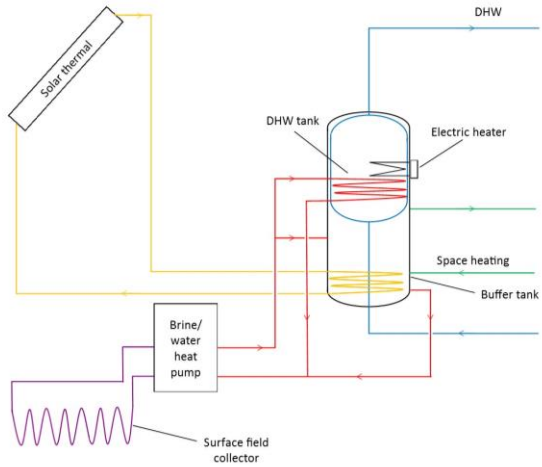 DHW
Solar thermal
DHW tank
Electric heater
Space heating
Buffer tank
Brine/
water
heat
pump
Surface field
collector